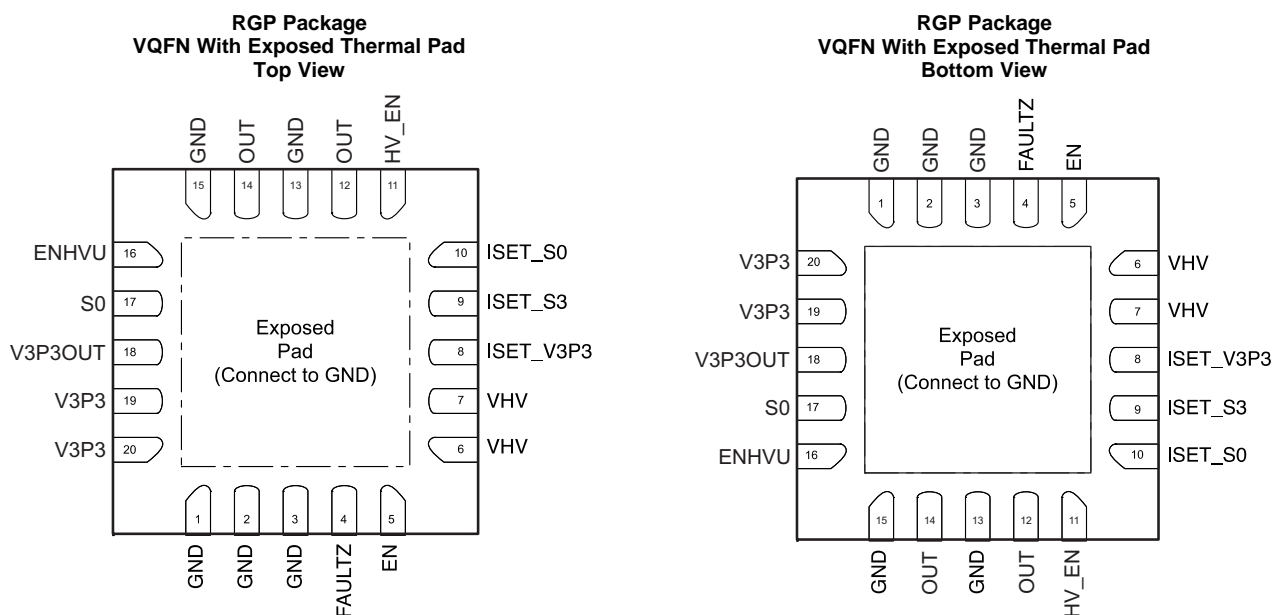 RGP Package
VQFN With Exposed Thermal Pad
Top View
GND
OUT
GND
OUT
HV_EN
15
14
13
12
11
ENHVU
16
10
ISET_S0
S0
17
9
ISET_S3
V3P3OUT
18
8
ISET_V3P3
V3P3
19
7
VHV
V3P3
20
6
VHV
Exposed
Pad
(Connect to GND)
1
2
3
4
5
GND
GND
GND
FAULTZ
EN
RGP Package
VQFN With Exposed Thermal Pad
Bottom View
GND
GND
GND
FAULTZ
EN
1
2
3
4
5
V3P3
20
6
VHV
V3P3
19
7
VHV
V3P3OUT
18
8
ISET_V3P3
S0
17
9
ISET_S3
ENHVU
16
10
ISET_S0
Exposed
Pad
(Connect to GND)
15
14
13
12
11
GND
OUT
GND
OUT
HV_EN